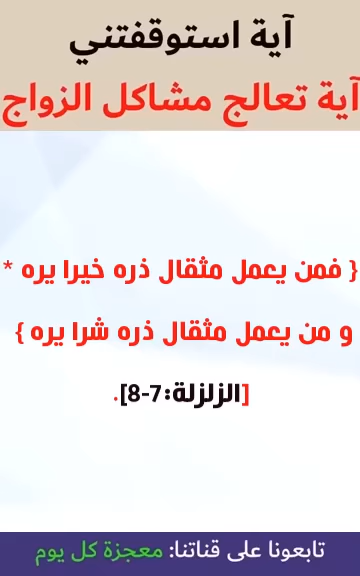 آية استوقفتني
آية تعالج مشاكل الزواج
{ فمن يعمل مثقال ذره خيرا يره *
و من يعمل مثقال ذره شرا يره }
[الزلزلة:7-8].
تابعونا على قناتنا: معجزة كل يوم